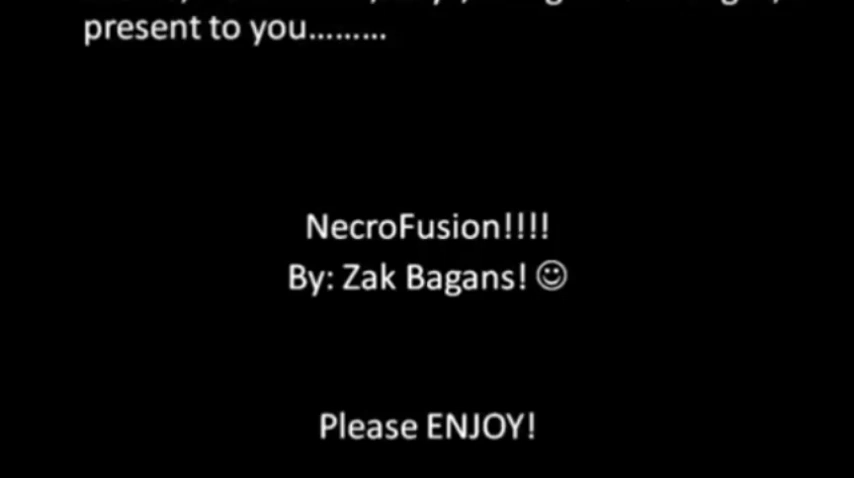 present to you.........
NecroFusion!!!!
By: Zak Bagans! ☺
Please ENJOY!